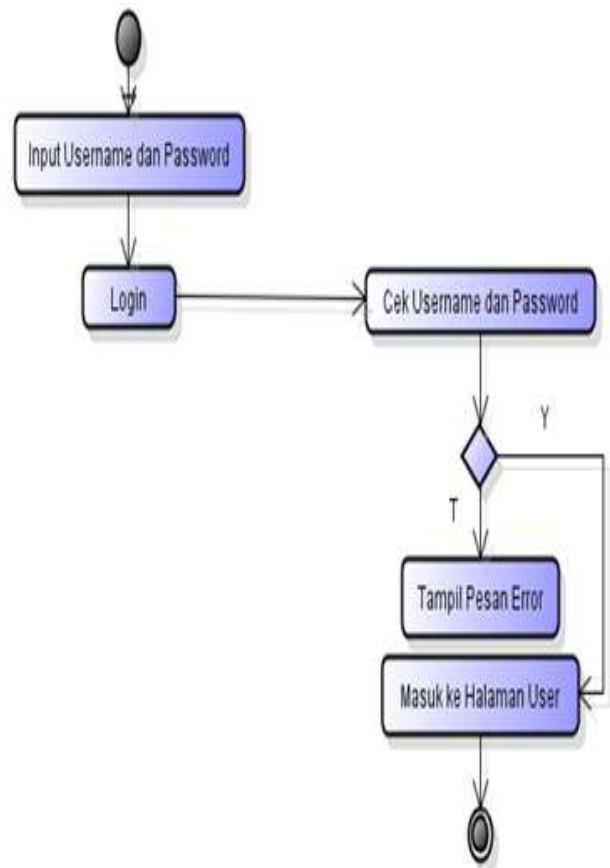 Input Username dan Password
Login
Cek Username dan Password
Y
T
Tampil Pesan Error
Masuk ke Halaman User